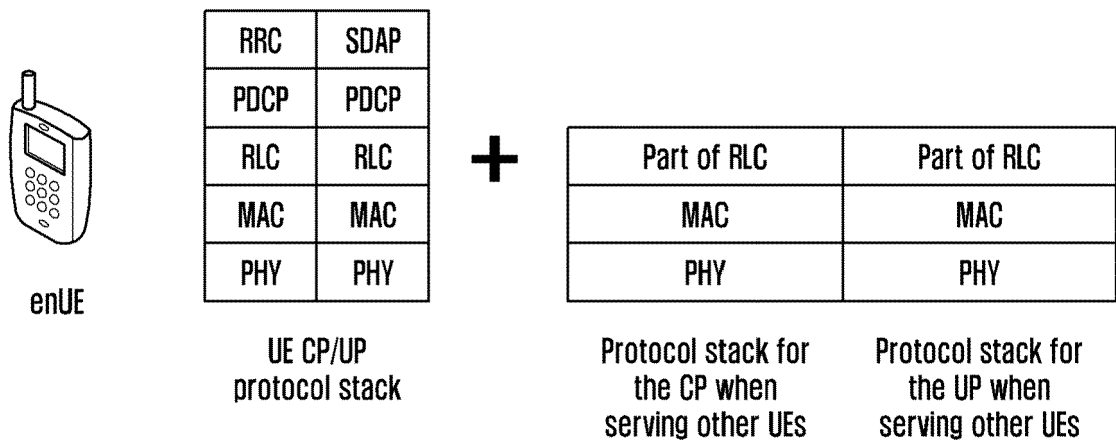 RRC SDAP
PDCP PDCP
RLC RLC
MAC MAC
PHY PHY
+
Part of RLC Part of RLC
MAC MAC
PHY PHY
enUE
UE CP/UP
protocol stack
Protocol stack for
the CP when
serving other UEs
Protocol stack for
the UP when
serving other UEs